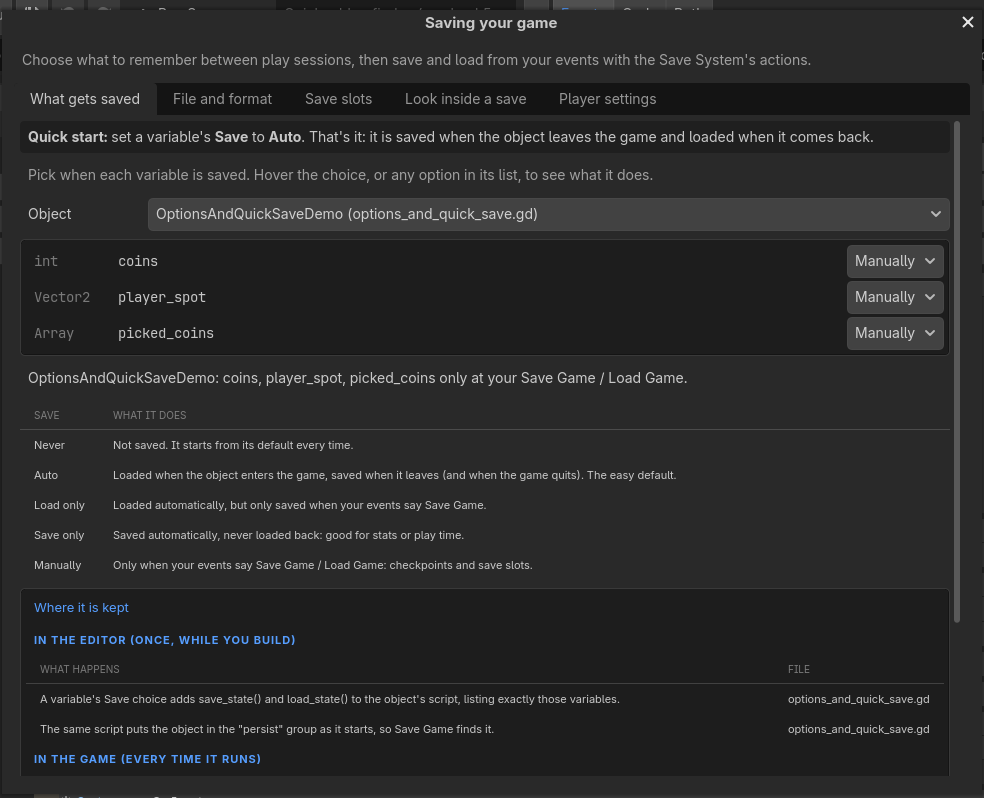 Saving your game
Choose what to remember between play sessions, then save and load from your events with the Save System's actions.
What gets saved File and format Save slots Look inside a save Player settings
Quick start: set a variable's Save to Auto. That's it: it is saved when the object leaves the game and loaded when it comes back.
Pick when each variable is saved. Hover the choice, or any option in its list, to see what it does.
Object OptionsAndQuickSaveDemo (options_and_quick_save.gd)
int coins Manually
Vector2 player_spot Manually
Array picked_coins Manually
OptionsAndQuickSaveDemo: coins, player_spot, picked_coins only at your Save Game / Load Game.
SAVE WHAT IT DOES
Never Not saved. It starts from its default every time.
Auto Loaded when the object enters the game, saved when it leaves (and when the game quits). The easy default.
Load only Loaded automatically, but only saved when your events say Save Game.
Save only Saved automatically, never loaded back: good for stats or play time.
Manually Only when your events say Save Game / Load Game: checkpoints and save slots.
Where it is kept
IN THE EDITOR (ONCE, WHILE YOU BUILD)
WHAT HAPPENS FILE
A variable's Save choice adds save_state() and load_state() to the object's script, listing exactly those variables. options_and_quick_save.gd
The same script puts the object in the "persist" group as it starts, so Save Game finds it. options_and_quick_save.gd
IN THE GAME (EVERY TIME IT RUNS)